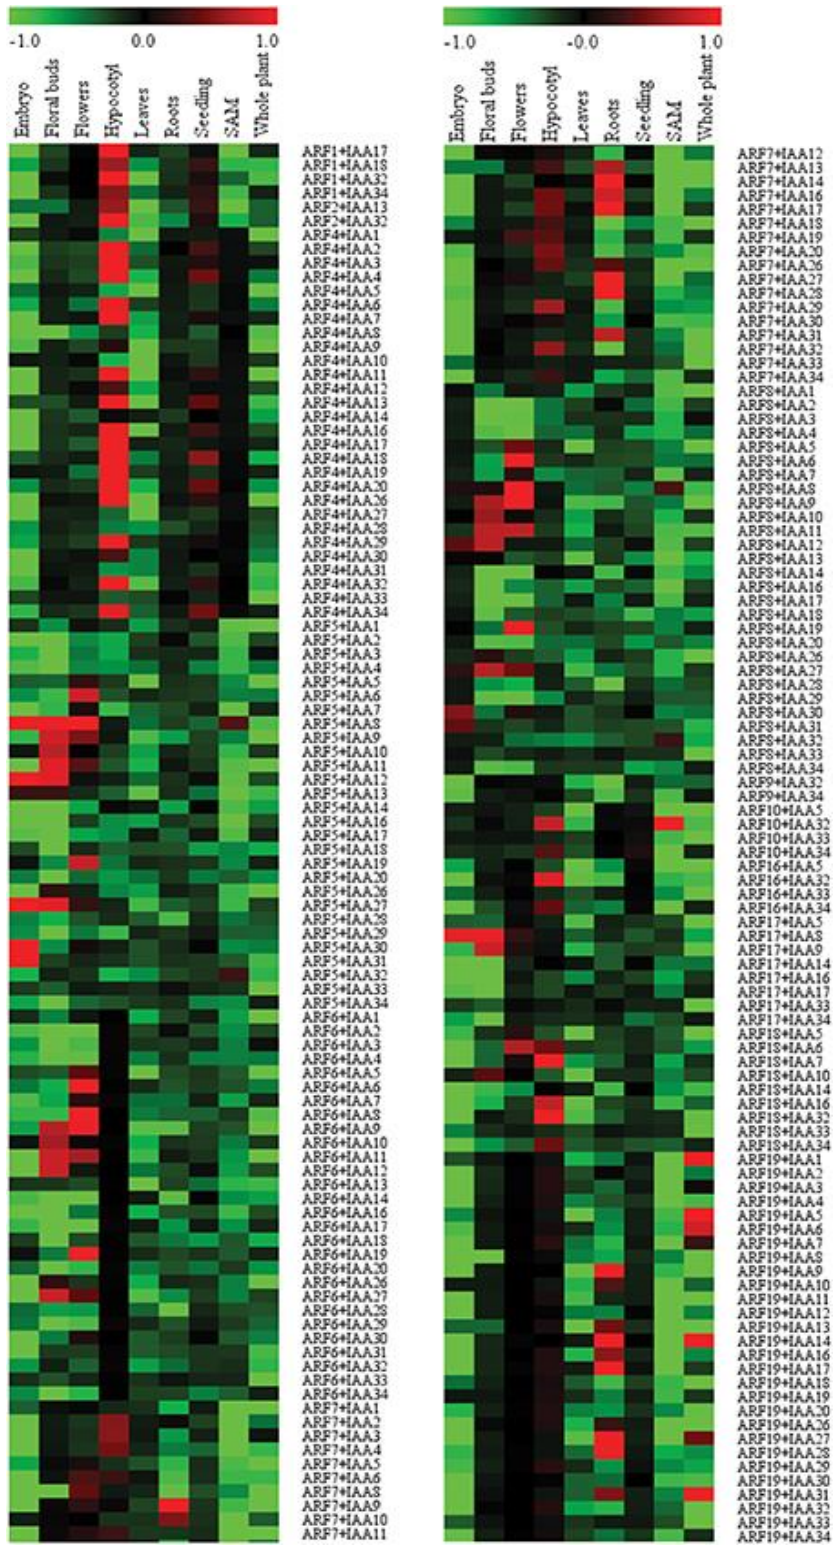 -1.0 0.0 1.0
Embryo
Floral buds
Flowers
Hypocotyl
Leaves
Roots
Seedling
SAM
Whole plant 1
ARF1+IAA17
ARF1+IAA18
ARF1+IAA32
ARF1+IAA34
ARF2+IAA13
ARF2+IAA32
ARF4+IAA1
ARF4+IAA2
ARF4+IAA3
ARF4+IAA4
ARF4+IAA5
ARF4+IAA6
ARF4+IAA7
ARF4+IAA8
ARF4+IAA9
ARF4+IAA10
ARF4+IAA11
ARF4+IAA12
ARF4+IAA13
ARF4+IAA14
ARF4+IAA16
ARF4+IAA17
ARF4+IAA18
ARF4+IAA19
ARF4+IAA20
ARF4+IAA26
ARF4+IAA27
ARF4+IAA28
ARF4+IAA29
ARF4+IAA30
ARF4+IAA31
ARF4+IAA32
ARF4+IAA33
ARF4+IAA34
ARF5+IAA1
ARF5+IAA2
ARF5+IAA3
ARF5+IAA4
ARF5+IAA5
ARF5+IAA6
ARF5+IAA7
ARF5+IAA8
ARF5+IAA9
ARF5+IAA10
ARF5+IAA11
ARF5+IAA12
ARF5+IAA13
ARF5+IAA14
ARF5+IAA16
ARF5+IAA17
ARF5+IAA18
ARF5+IAA19
ARF5+IAA20
ARF5+IAA26
ARF5+IAA27
ARF5+IAA28
ARF5+IAA29
ARF5+IAA30
ARF5+IAA31
ARF5+IAA32
ARF5+IAA33
ARF5+IAA34
ARF6+IAA1
ARF6+IAA2
ARF6+IAA3
ARF6+IAA4
ARF6+IAA5
ARF6+IAA6
ARF6+IAA7
ARF6+IAA8
ARF6+IAA9
ARF6+IAA10
ARF6+IAA11
ARF6+IAA12
ARF6+IAA13
ARF6+IAA14
ARF6+IAA16
ARF6+IAA17
ARF6+IAA18
ARF6+IAA19
ARF6+IAA20
ARF6+IAA26
ARF6+IAA27
ARF6+IAA28
ARF6+IAA29
ARF6+IAA30
ARF6+IAA31
ARF6+IAA32
ARF6+IAA33
ARF6+IAA34
ARF7+IAA1
ARF7+IAA2
ARF7+IAA3
ARF7+IAA4
ARF7+IAA5
ARF7+IAA6
ARF7+IAA8
ARF7+IAA9
ARF7+IAA10
ARF7+IAA11
-1.0 -0.0 1.0
Embryo
Floral buds
Flowers
Hypocotyl
Leaves
Roots
Seedling
SAM
Whole plant 1
ARF7+IAA12
ARF7+IAA13
ARF7+IAA14
ARF7+IAA16
ARF7+IAA17
ARF7+IAA18
ARF7+IAA19
ARF7+IAA20
ARF7+IAA26
ARF7+IAA27
ARF7+IAA28
ARF7+IAA29
ARF7+IAA30
ARF7+IAA31
ARF7+IAA32
ARF7+IAA33
ARF7+IAA34
ARF8+IAA1
ARF8+IAA2
ARF8+IAA3
ARF8+IAA4
ARF8+IAA5
ARF8+IAA6
ARF8+IAA7
ARF8+IAA8
ARF8+IAA9
ARF8+IAA10
ARF8+IAA11
ARF8+IAA12
ARF8+IAA13
ARF8+IAA14
ARF8+IAA16
ARF8+IAA17
ARF8+IAA18
ARF8+IAA19
ARF8+IAA20
ARF8+IAA26
ARF8+IAA27
ARF8+IAA28
ARF8+IAA29
ARF8+IAA30
ARF8+IAA31
ARF8+IAA32
ARF8+IAA33
ARF8+IAA34
ARF9+IAA32
ARF9+IAA34
ARF10+IAA5
ARF10+IAA32
ARF10+IAA33
ARF10+IAA34
ARF16+IAA5
ARF16+IAA32
ARF16+IAA33
ARF16+IAA34
ARF17+IAA5
ARF17+IAA8
ARF17+IAA9
ARF17+IAA14
ARF17+IAA16
ARF17+IAA17
ARF17+IAA33
ARF17+IAA34
ARF18+IAA5
ARF18+IAA6
ARF18+IAA7
ARF18+IAA10
ARF18+IAA14
ARF18+IAA16
ARF18+IAA32
ARF18+IAA33
ARF18+IAA34
ARF19+IAA1
ARF19+IAA2
ARF19+IAA3
ARF19+IAA4
ARF19+IAA5
ARF19+IAA6
ARF19+IAA7
ARF19+IAA8
ARF19+IAA9
ARF19+IAA10
ARF19+IAA11
ARF19+IAA12
ARF19+IAA13
ARF19+IAA14
ARF19+IAA16
ARF19+IAA17
ARF19+IAA18
ARF19+IAA19
ARF19+IAA20
ARF19+IAA26
ARF19+IAA27
ARF19+IAA28
ARF19+IAA29
ARF19+IAA30
ARF19+IAA31
ARF19+IAA32
ARF19+IAA33
ARF19+IAA34